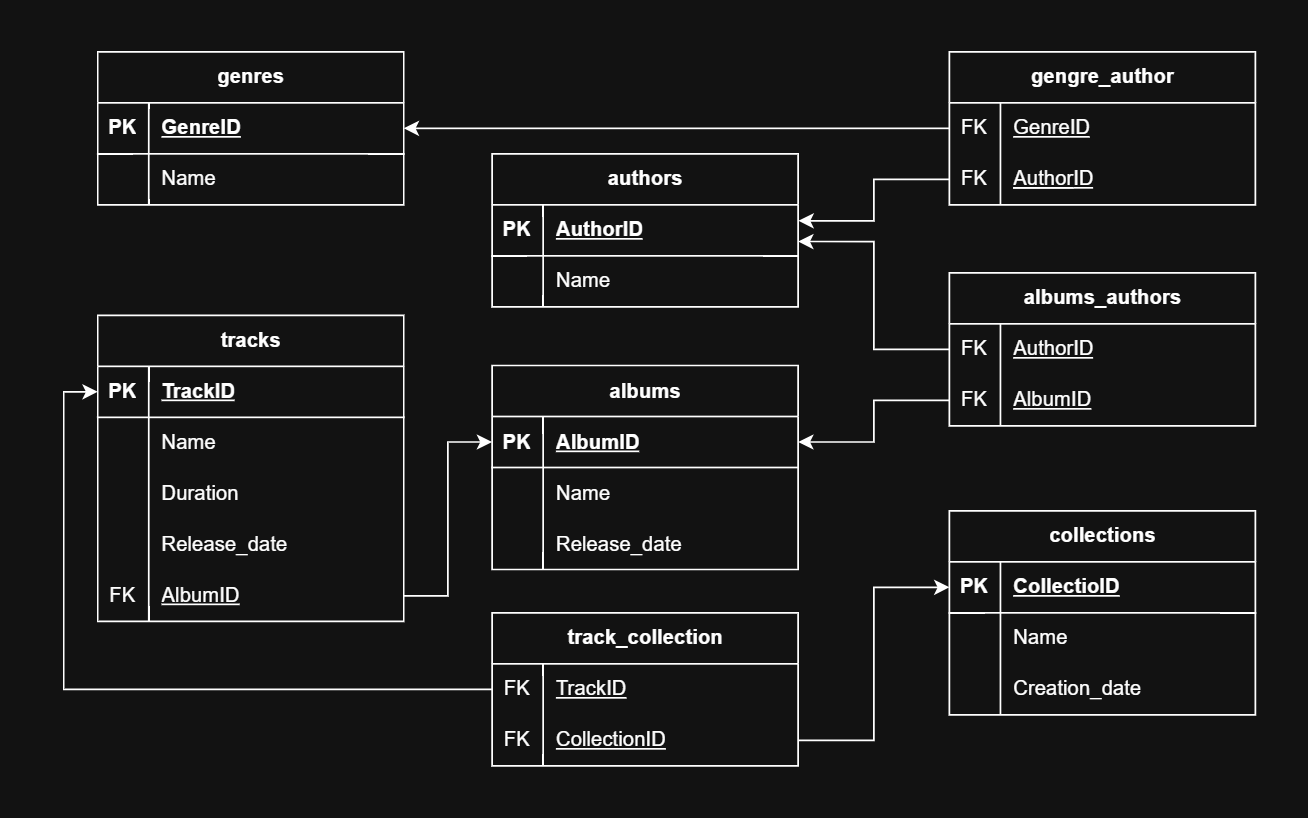 genres
PK GenreID
Name
gengre_author
FK GenreID
FK AuthorID
authors
PK AuthorID
Name
albums_authors
FK AuthorID
FK AlbumID
tracks
PK TrackID
Name
Duration
Release_date
FK AlbumID
albums
PK AlbumID
Name
Release_date
collections
PK CollectioID
Name
Creation_date
track_collection
FK TrackID
FK CollectionID